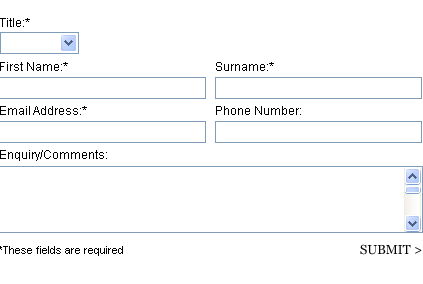 Title:*
First Name:* Surname:*
Email Address:* Phone Number:
Enquiry/Comments:
*These fields are required SUBMIT >